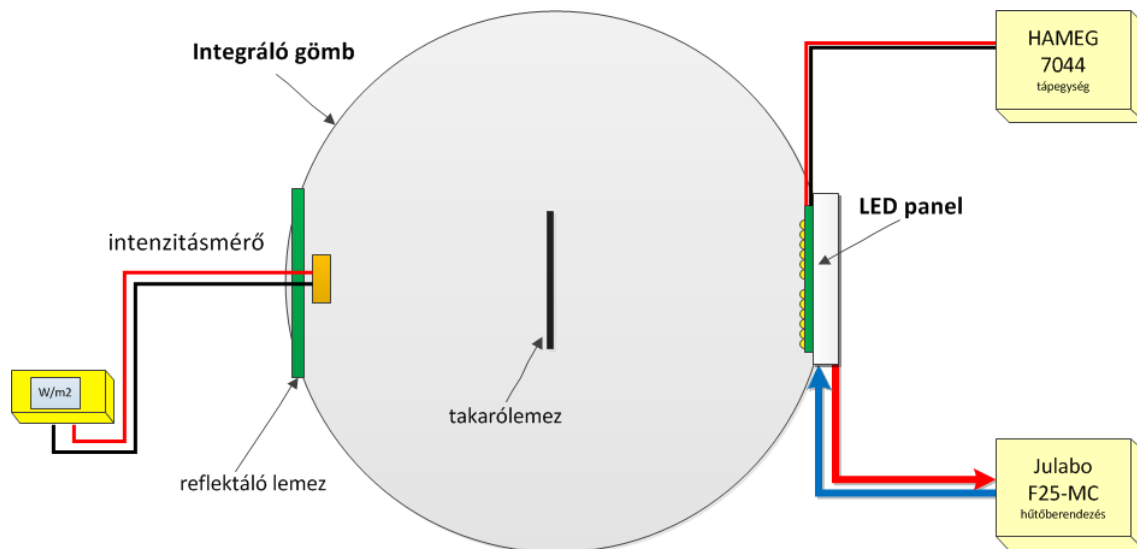 Integráló gömb
HAMEG
7044
tápegység
LED panel
intenzitásmérő
W/m2
takarólemez
reflektáló lemez
Julabo
F25-MC
hűtőberendezés